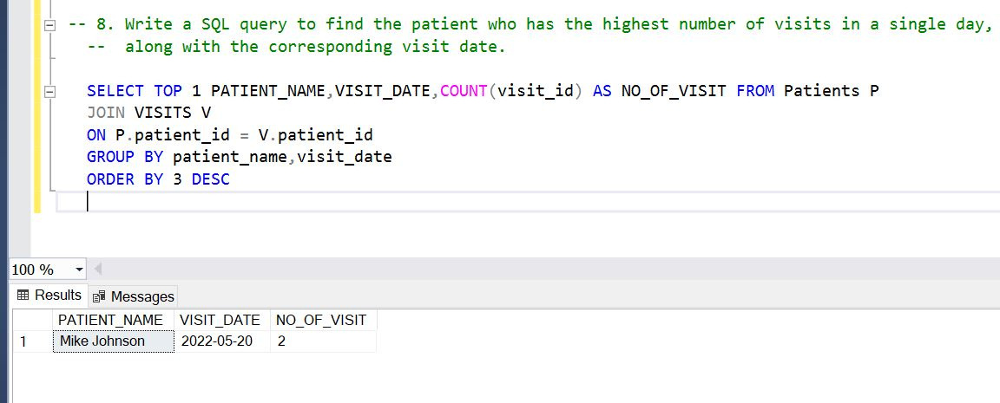 -- 8. Write a SQL query to find the patient who has the highest number of visits in a single day,
--  along with the corresponding visit date.
SELECT TOP 1 PATIENT_NAME,VISIT_DATE,COUNT(visit_id) AS NO_OF_VISIT FROM Patients P
JOIN VISITS V
ON P.patient_id = V.patient_id
GROUP BY patient_name,visit_date
ORDER BY 3 DESC
100 %
Results Messages
PATIENT_NAME VISIT_DATE NO_OF_VISIT
1 Mike Johnson 2022-05-20 2